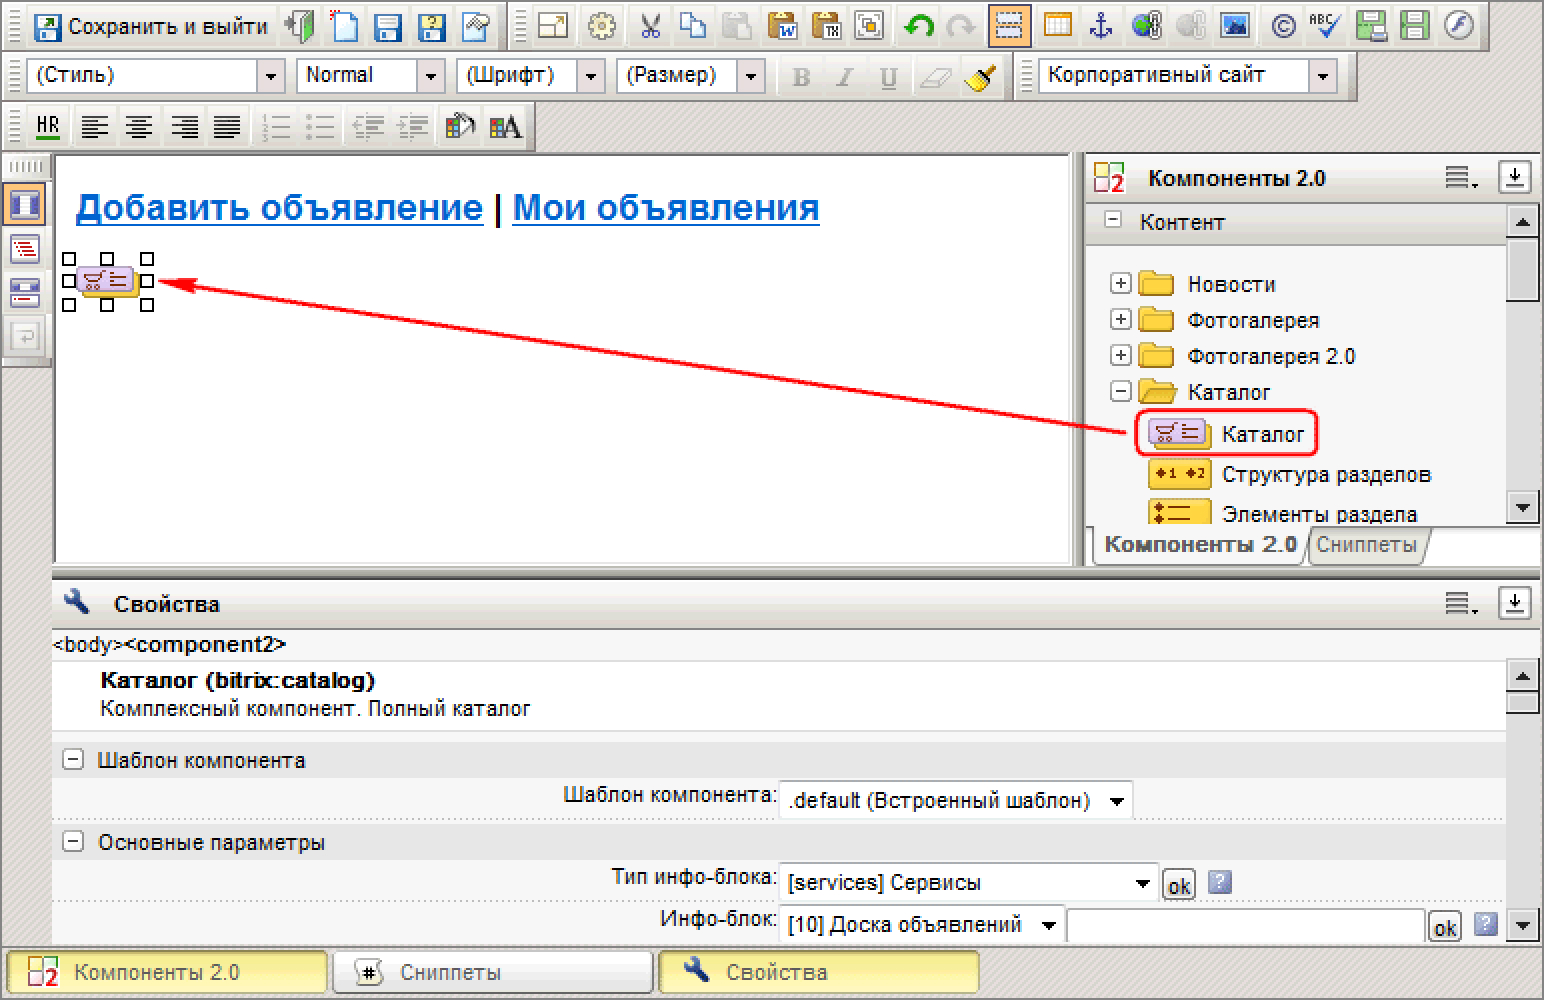 Сохранить и выйти
(Стиль) Normal (Шрифт) (Размер) B I U Корпоративный сайт
HR
Добавить объявление | Мои объявления
Компоненты 2.0
Контент
Новости
Фотогалерея
Фотогалерея 2.0
Каталог
Каталог
Структура разделов
Элементы раздела
Компоненты 2.0 Сниппеты
Свойства
<body><component2>
Каталог (bitrix:catalog)
Комплексный компонент. Полный каталог
Шаблон компонента
Шаблон компонента: .default (Встроенный шаблон)
Основные параметры
Тип инфо-блока: [services] Сервисы ok ?
Инфо-блок: [10] Доска объявлений ok ?
Компоненты 2.0 Сниппеты Свойства